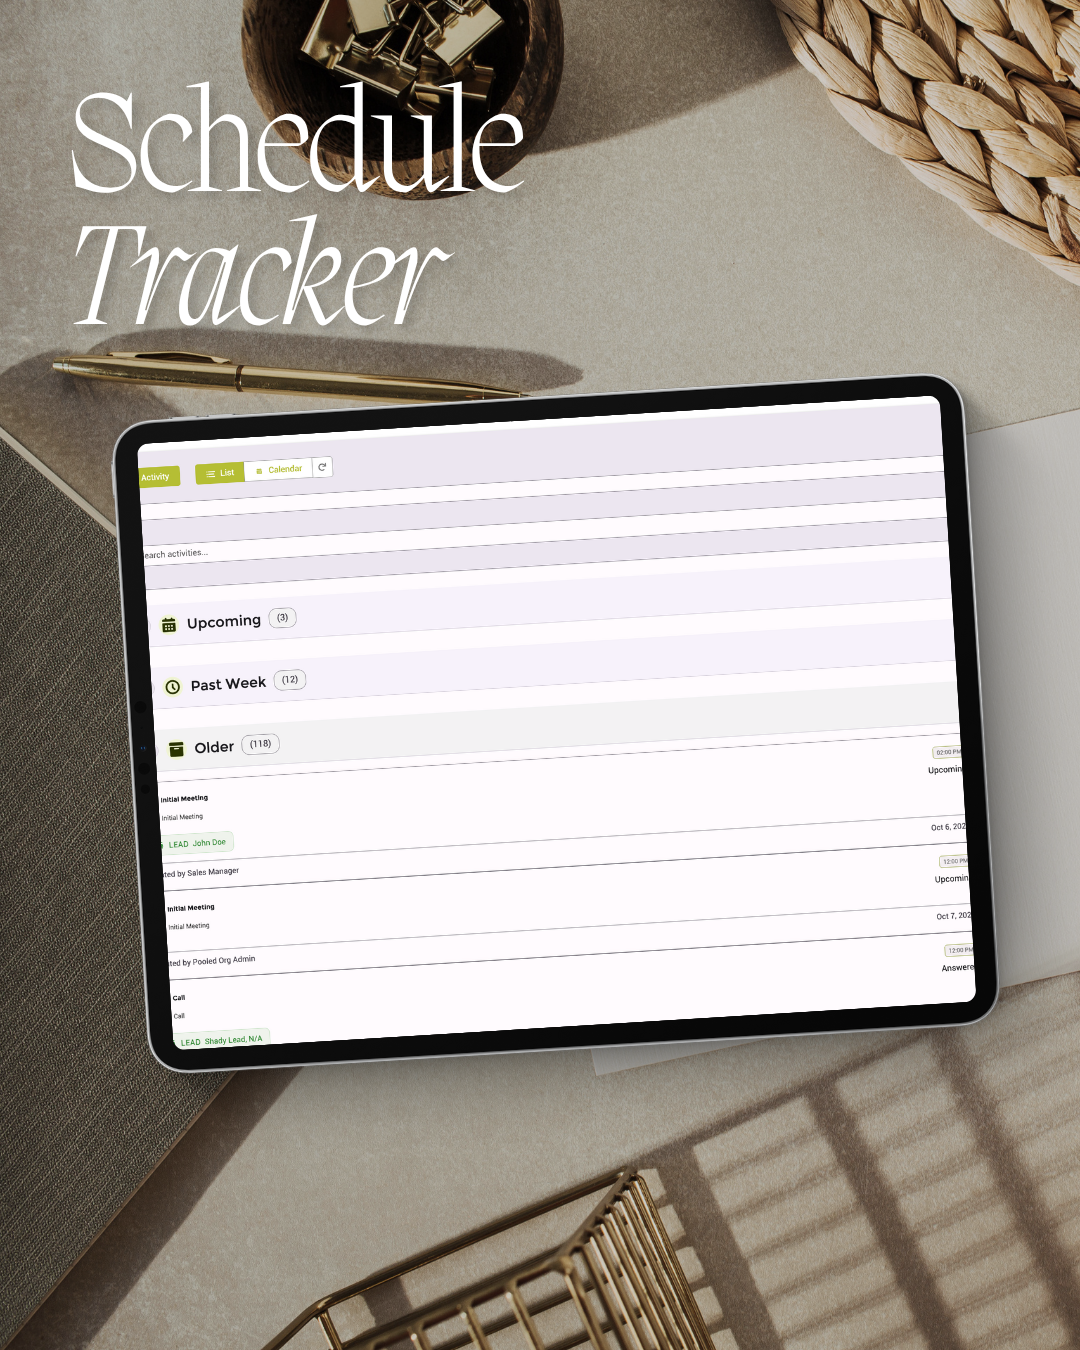 Schedule
Tracker
Activity
List
Calendar
earch activities...
Upcoming (3)
Past Week (12)
Older (118)
02:00 PM
Initial Meeting
Upcomin
Initial Meeting
LEAD John Doe
Oct 6, 202
ted by Sales Manager
12:00 PM
Initial Meeting
Upcomin
Initial Meeting
Oct 7, 202
ted by Pooled Org Admin
12:00 PM
Call
Answere
Call
LEAD Shady Lead, N/A